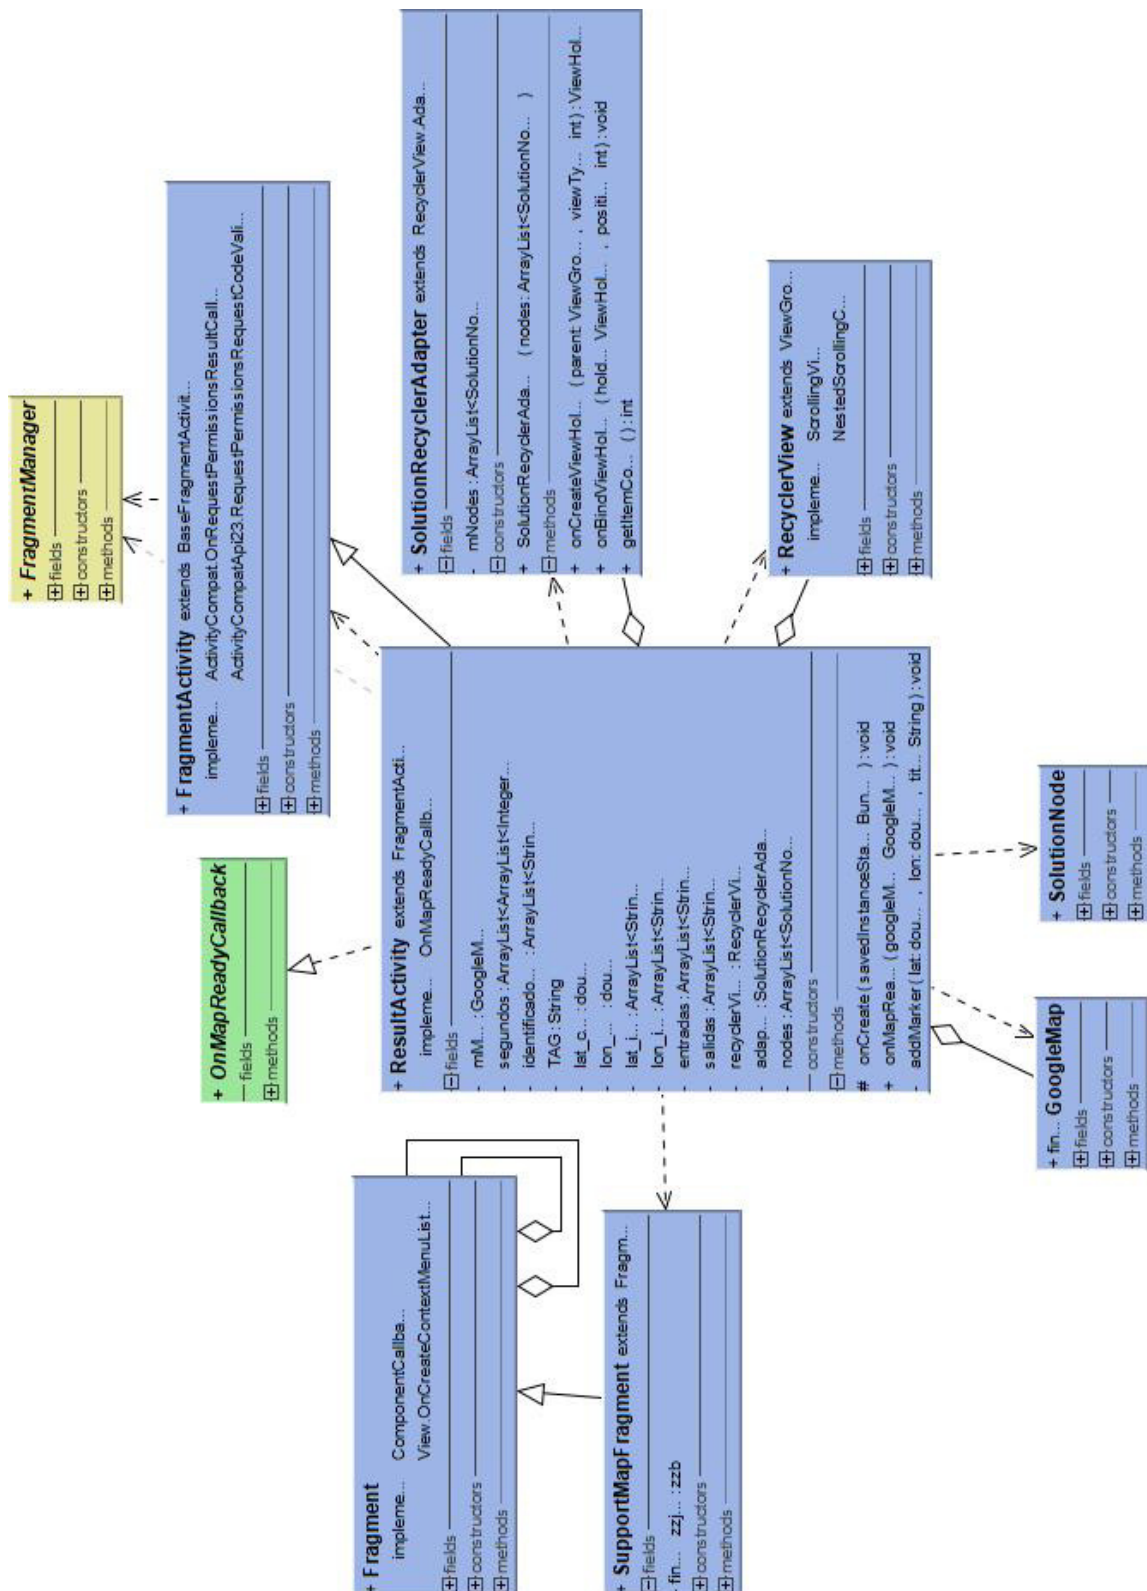 + FragmentManager
fields
constructors
methods
+ FragmentActivity extends BaseFragmentActivit...
impleme... ActivityCompat.OnRequestPermissionsResultCall...
ActivityCompatApi23.RequestPermissionsRequestCodeVali...
fields
constructors
methods
+ SolutionRecyclerAdapter extends RecyclerView.Ada...
fields
- mNodes : ArrayList<SolutionNo...
constructors
+ SolutionRecyclerAda... ( nodes: ArrayList<SolutionNo... )
methods
+ onCreateViewHol... ( parent: ViewGro... , viewTy... int) : ViewHol...
+ onBindViewHol... ( hold... ViewHol... , positi... int) : void
+ getItemCo... ( ) : int
+ OnMapReadyCallback
fields
methods
+ ResultActivity extends FragmentActi...
impleme... OnMapReadyCallb...
fields
- mM... : GoogleM...
- segundos : ArrayList<ArrayList<Integer...
- identificado... : ArrayList<Strin...
- TAG : String
- lat_c... : dou...
- lon_... : dou...
- lat_i... : ArrayList<Strin...
- lon_i... : ArrayList<Strin...
- entradas : ArrayList<Strin...
- salidas : ArrayList<Strin...
- recyclerVi... : RecyclerVi...
- adap... : SolutionRecyclerAda...
- nodes : ArrayList<SolutionNo...
constructors
methods
# onCreate ( savedInstanceSta... Bun... ) : void
+ onMapRea... ( googleM... GoogleM... ) : void
- addMarker ( lat: dou... , lon: dou... , tit... String ) : void
+ RecyclerView extends ViewGro...
impleme... ScrollingVi...
NestedScrollingC...
fields
constructors
methods
+ Fragment
impleme... ComponentCallba...
View.OnCreateContextMenuList...
fields
constructors
methods
+ SupportMapFragment extends Fragm...
fields
- fin... zzj... : zzb
constructors
methods
+ fin... GoogleMap
fields
constructors
methods
+ SolutionNode
fields
constructors
methods